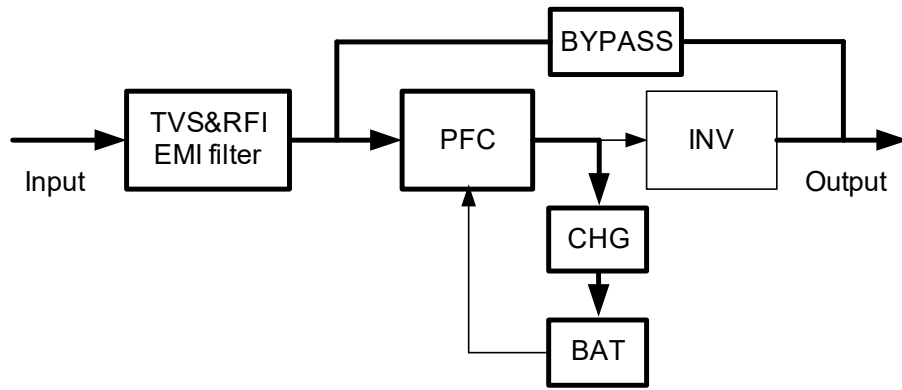 BYPASS
TVS&RFI
EMI filter
PFC
INV
Input
Output
CHG
BAT